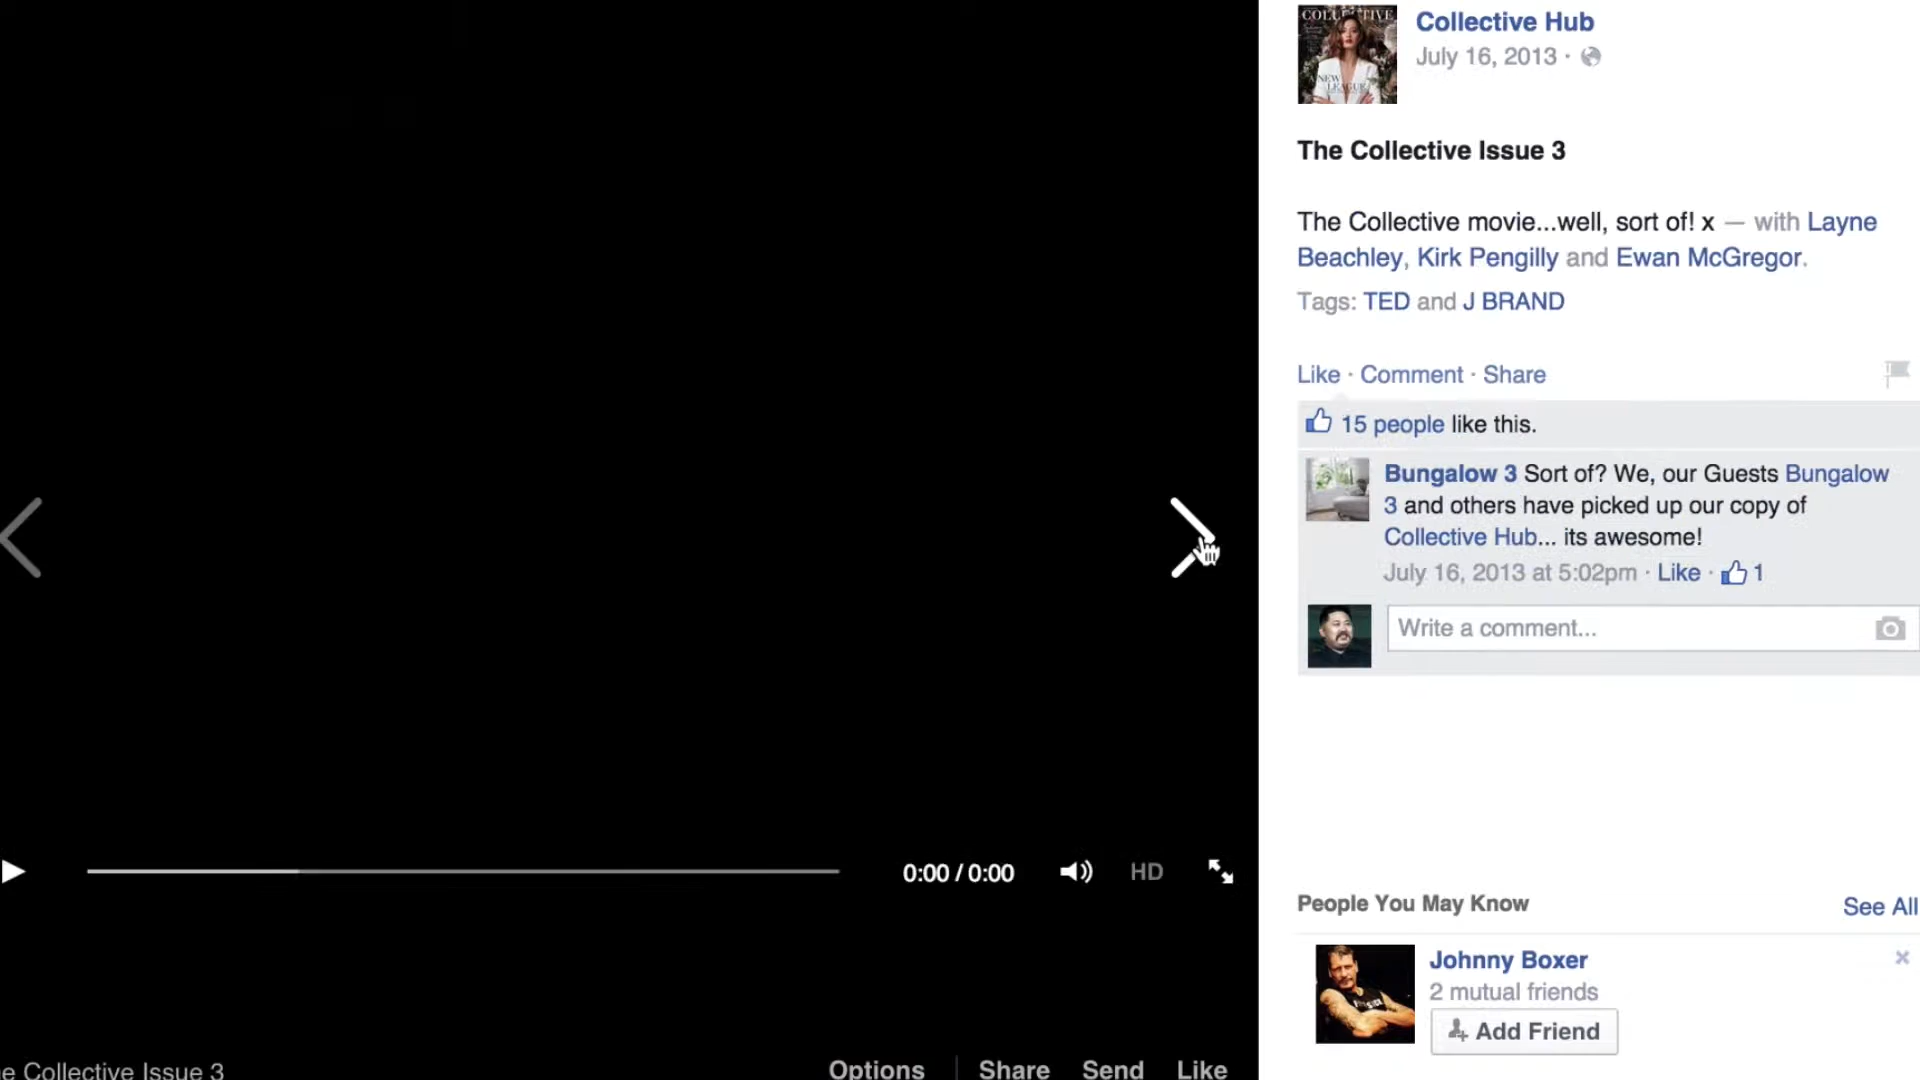 COLLECTIVE
NEW
LEAGUE
Collective Hub
July 16, 2013 ·
The Collective Issue 3
The Collective movie...well, sort of! x — with Layne
Beachley, Kirk Pengilly and Ewan McGregor.
Tags: TED and J BRAND
Like · Comment · Share
15 people like this.
Bungalow 3 Sort of? We, our Guests Bungalow
3 and others have picked up our copy of
Collective Hub... its awesome!
July 16, 2013 at 5:02pm · Like · 1
Write a comment...
0:00 / 0:00
HD
People You May Know
See All
Johnny Boxer
2 mutual friends
Add Friend
e Collective Issue 3
Options
Share
Send
Like